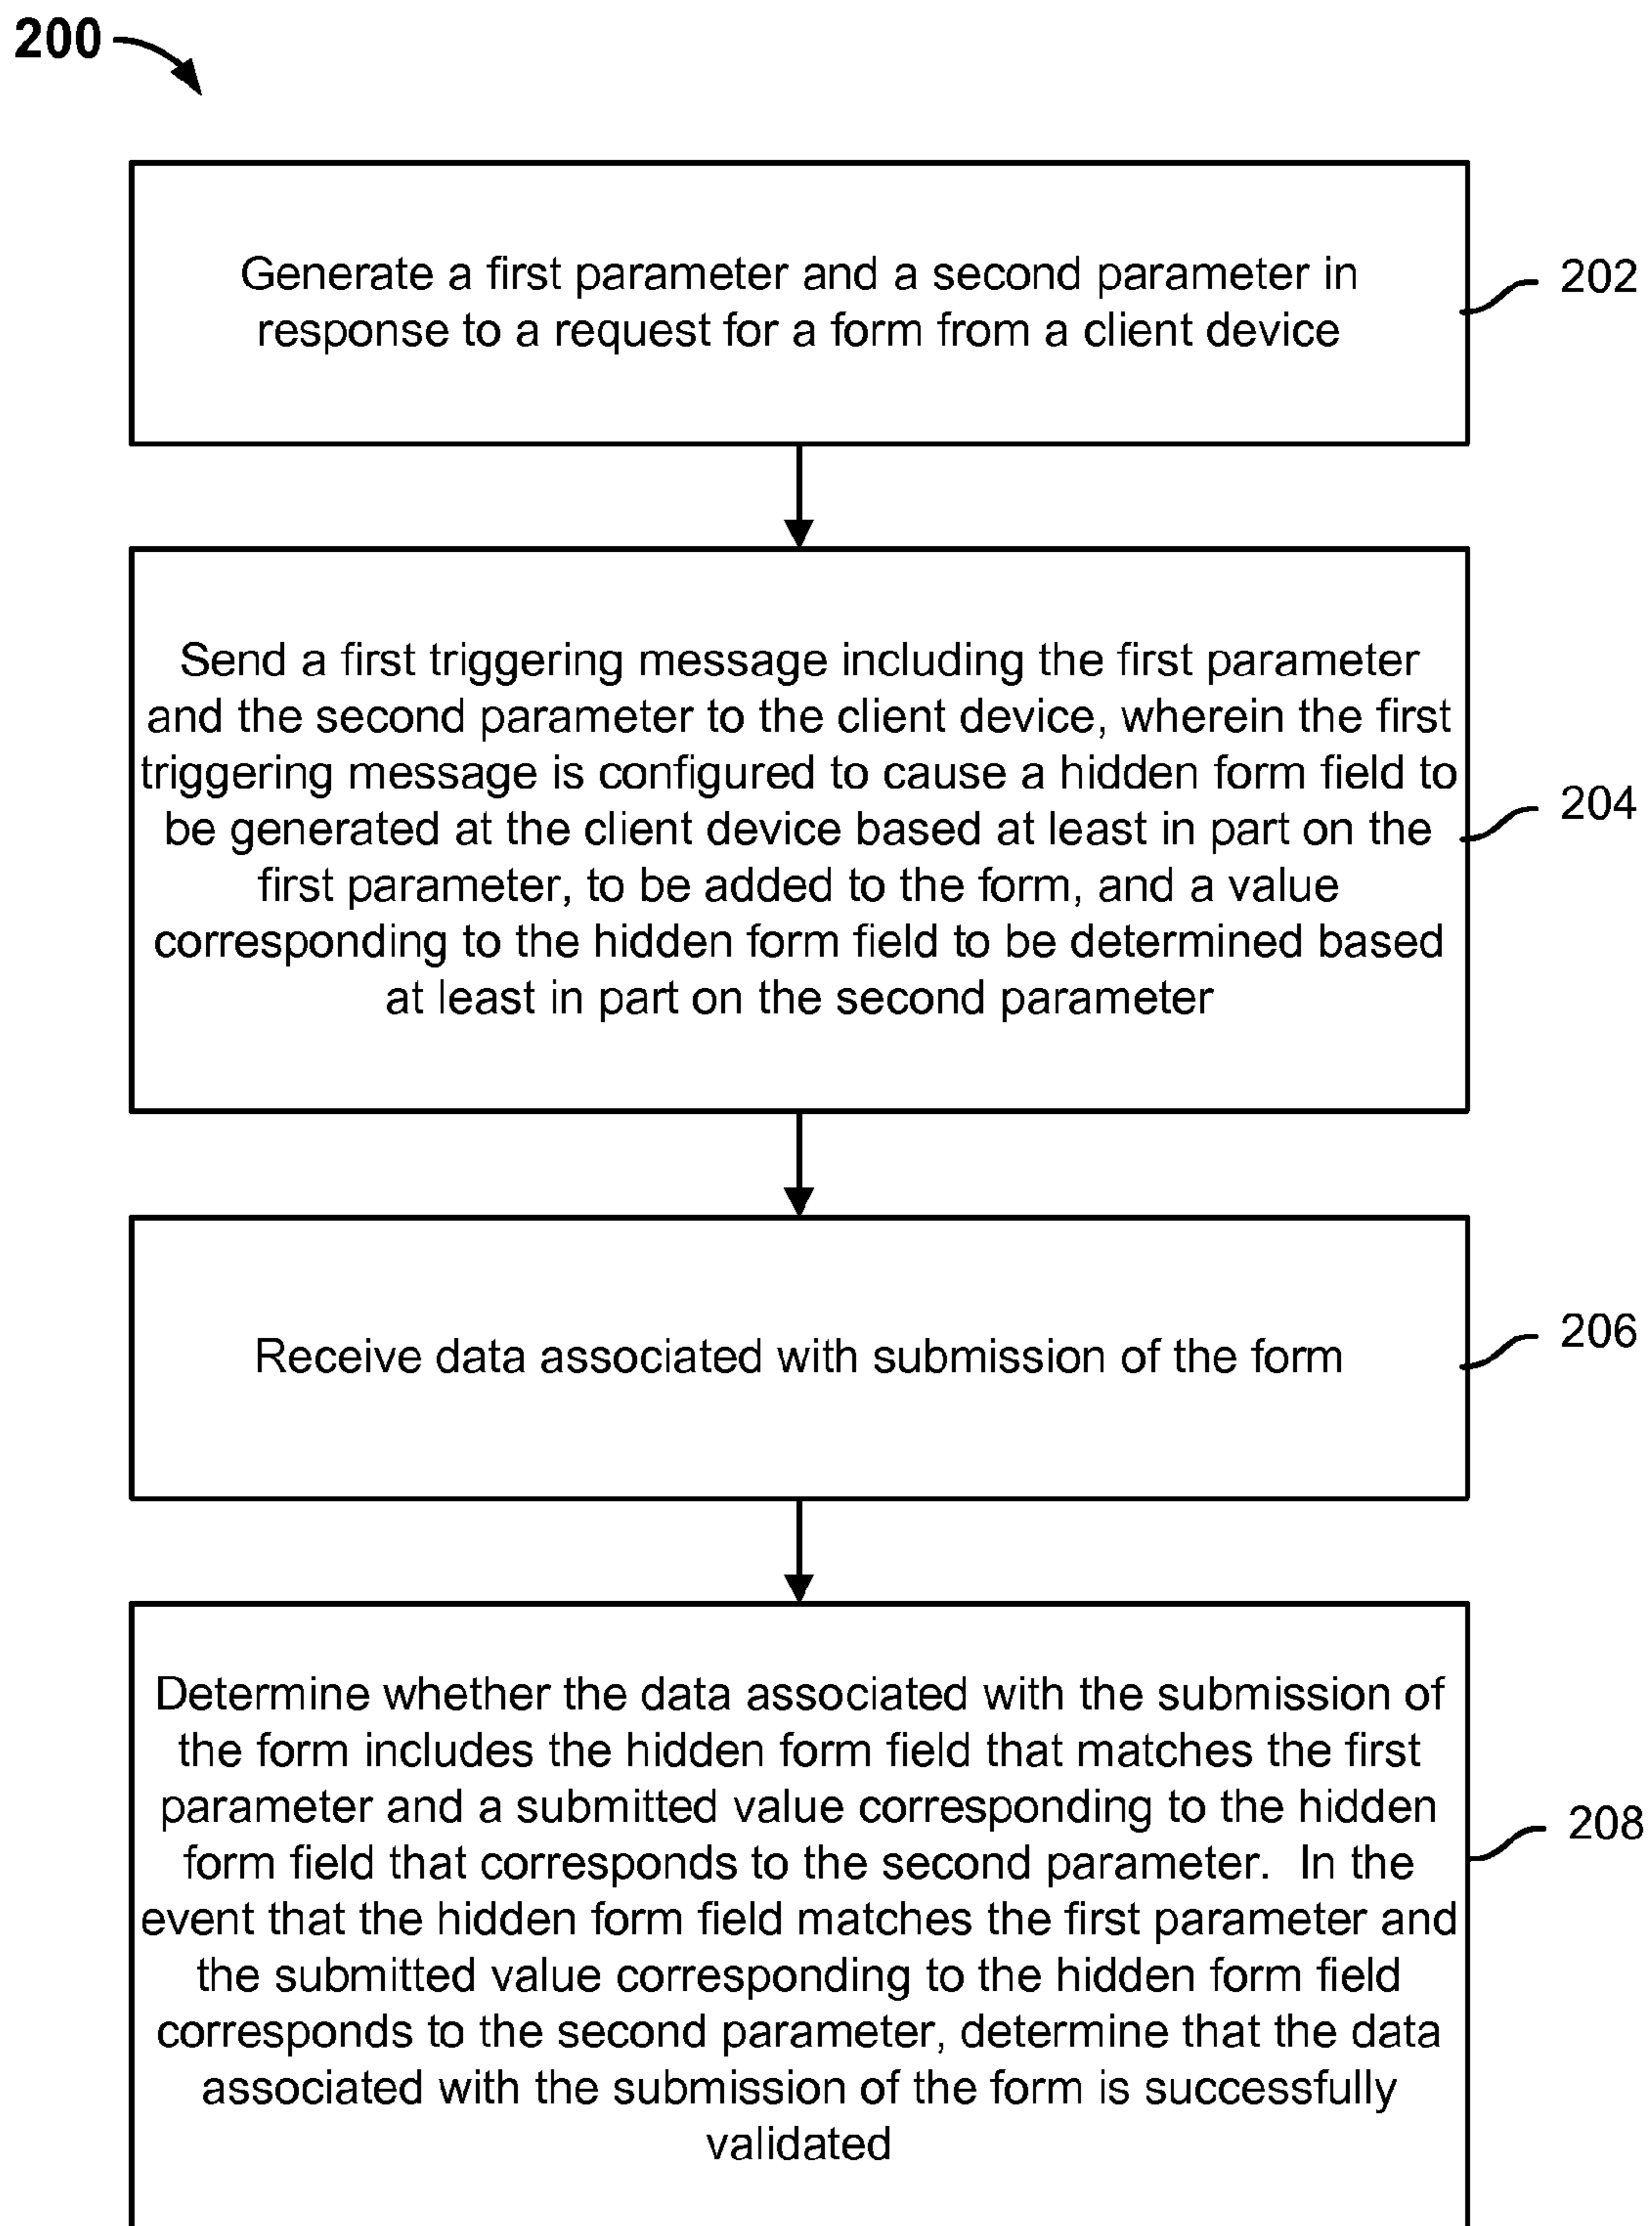 200
Generate a first parameter and a second parameter in
response to a request for a form from a client device
202
Send a first triggering message including the first parameter
and the second parameter to the client device, wherein the first
triggering message is configured to cause a hidden form field to
be generated at the client device based at least in part on the
first parameter, to be added to the form, and a value
corresponding to the hidden form field to be determined based
at least in part on the second parameter
204
Receive data associated with submission of the form
206
Determine whether the data associated with the submission of
the form includes the hidden form field that matches the first
parameter and a submitted value corresponding to the hidden
form field that corresponds to the second parameter.  In the
event that the hidden form field matches the first parameter and
the submitted value corresponding to the hidden form field
corresponds to the second parameter, determine that the data
associated with the submission of the form is successfully
validated
208